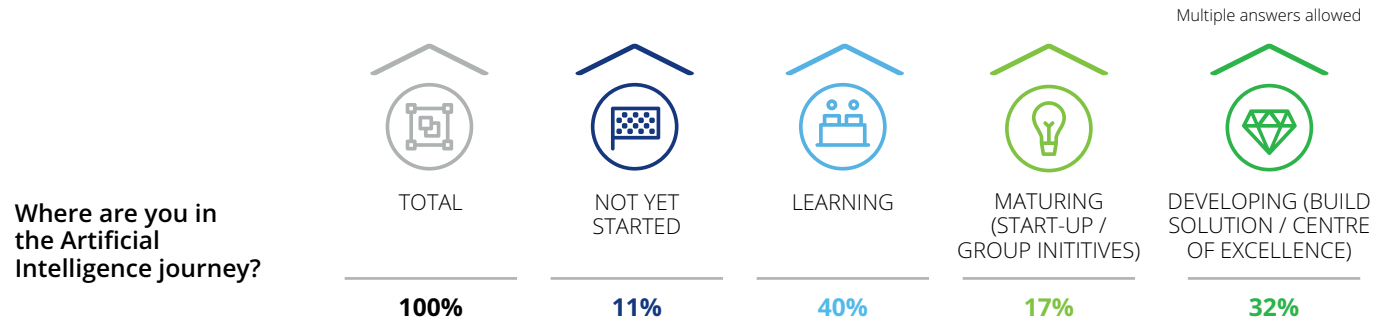 Multiple answers allowed
Where are you in
the Artificial
Intelligence journey?
TOTAL
NOT YET
STARTED
LEARNING
MATURING
(START-UP /
GROUP INITITIVES)
DEVELOPING (BUILD
SOLUTION / CENTRE
OF EXCELLENCE)
100%
11%
40%
17%
32%